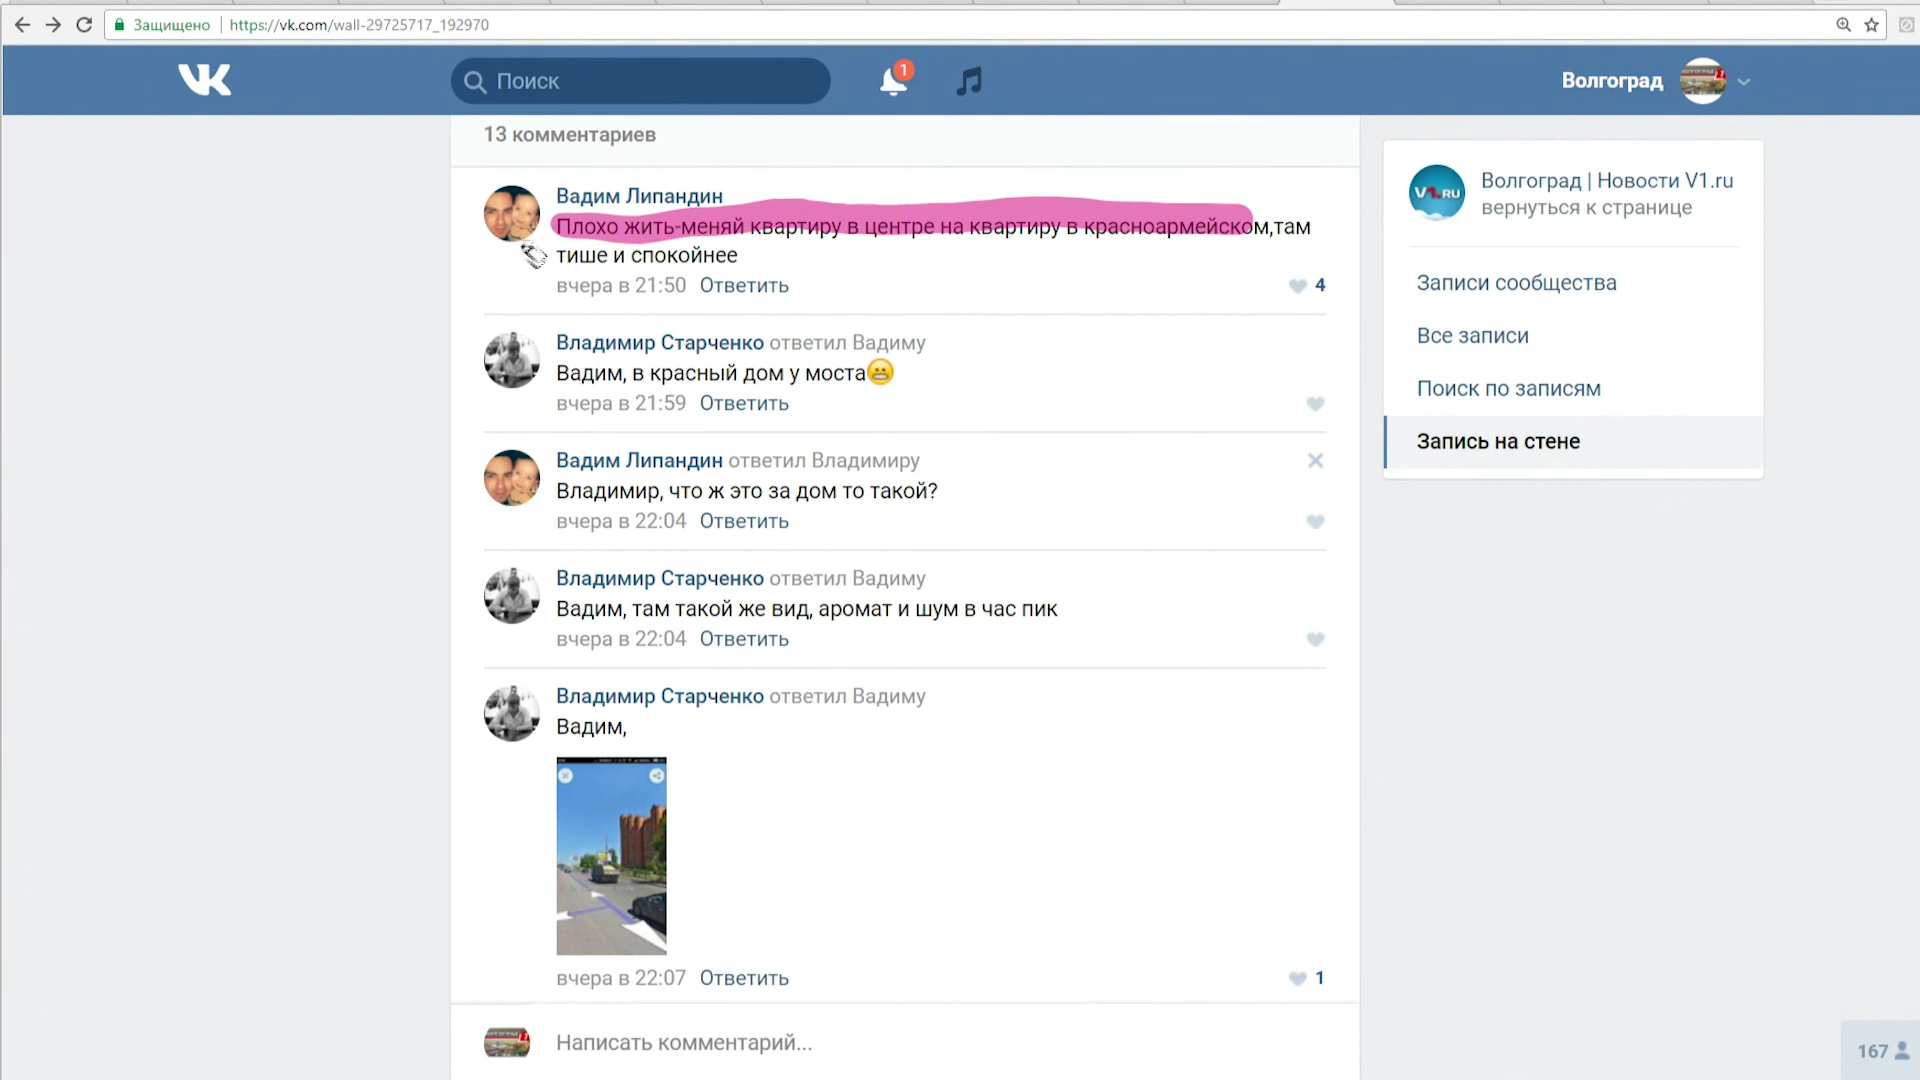 Защищено | https://vk.com/wall-29725717_192970
Поиск
1
Волгоград
13 комментариев
Вадим Липандин
Плохо жить-меняй квартиру в центре на квартиру в красноармейском,там
тише и спокойнее
вчера в 21:50 Ответить
4
Владимир Старченко ответил Вадиму
Вадим, в красный дом у моста😬
вчера в 21:59 Ответить
Вадим Липандин ответил Владимиру
Владимир, что ж это за дом то такой?
вчера в 22:04 Ответить
Владимир Старченко ответил Вадиму
Вадим, там такой же вид, аромат и шум в час пик
вчера в 22:04 Ответить
Владимир Старченко ответил Вадиму
Вадим,
вчера в 22:07 Ответить
1
Написать комментарий...
V1.RU
Волгоград | Новости V1.ru
вернуться к странице
Записи сообщества
Все записи
Поиск по записям
Запись на стене
167